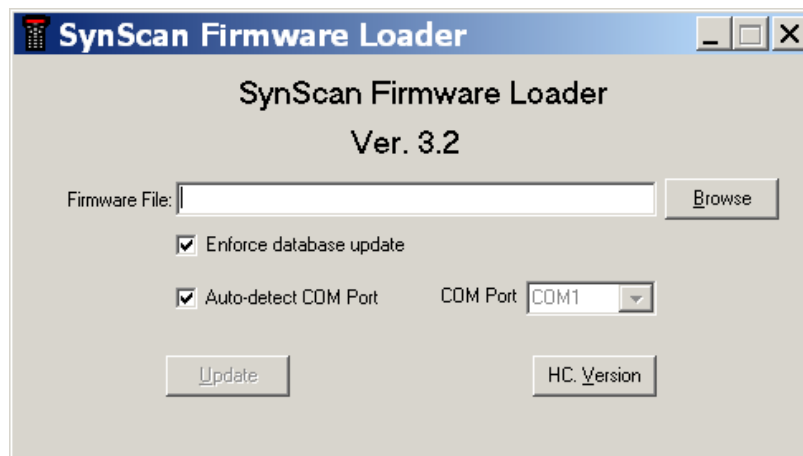 SynScan Firmware Loader
SynScan Firmware Loader
Ver. 3.2
Firmware File:
Browse
Enforce database update
Auto-detect COM Port COM Port COM1
Update HC. Version